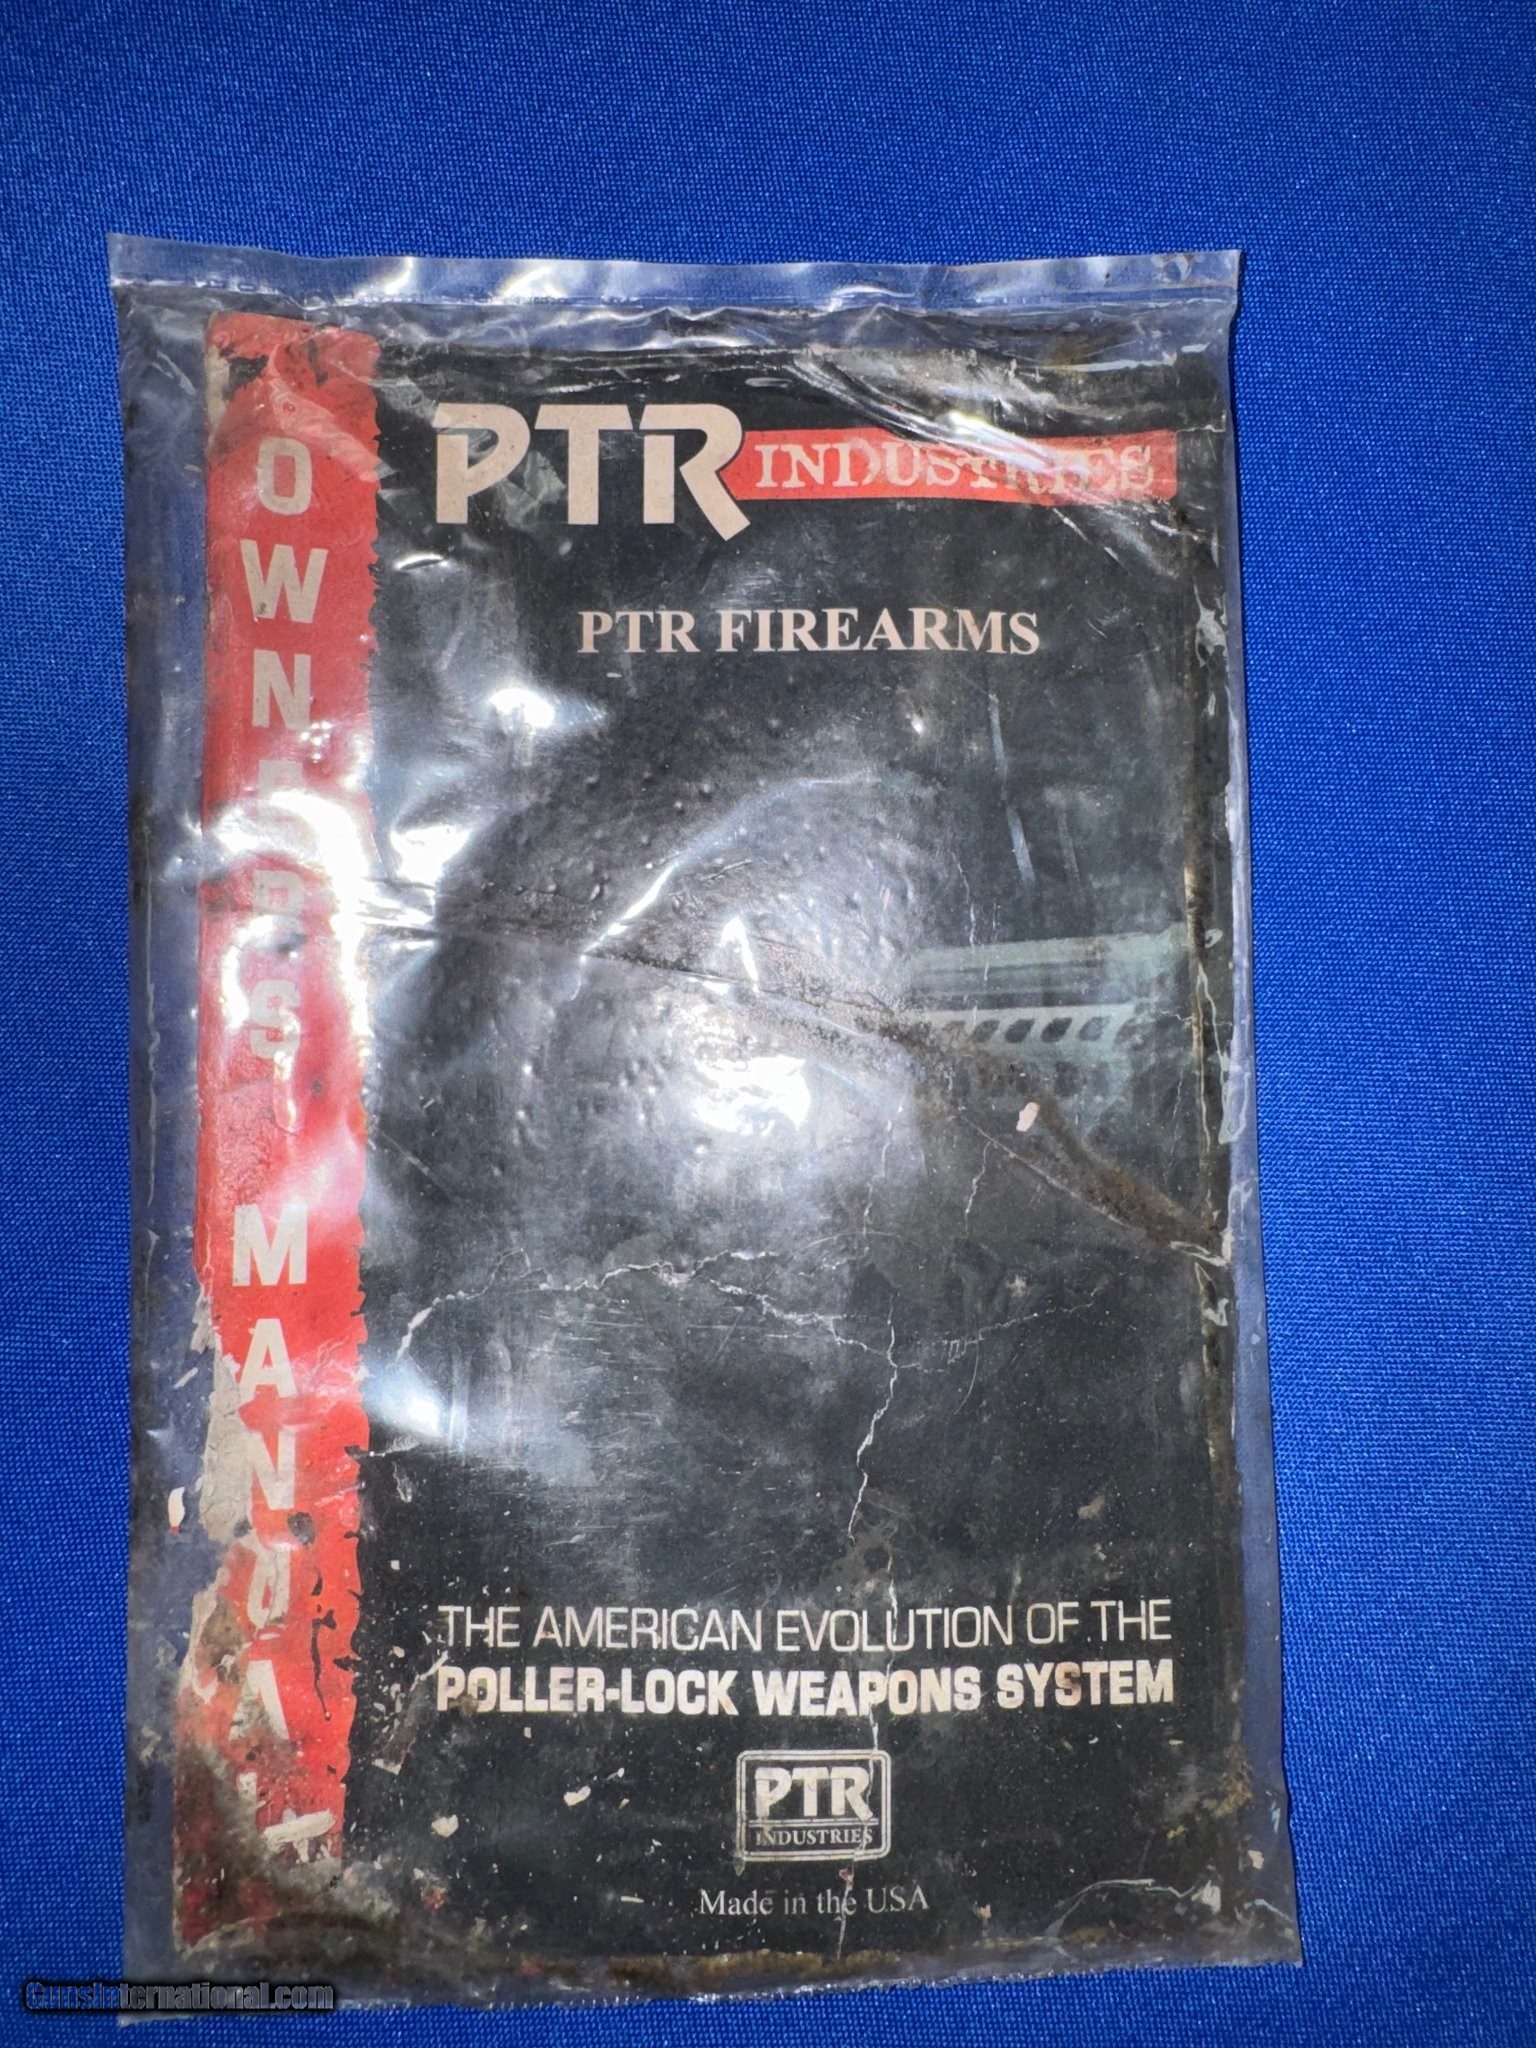 OWNERS MANUAL
PTR INDUSTRIES
PTR FIREARMS
THE AMERICAN EVOLUTION OF THE
ROLLER-LOCK WEAPONS SYSTEM
PTR
INDUSTRIES
Made in the USA
GunsInternational.com